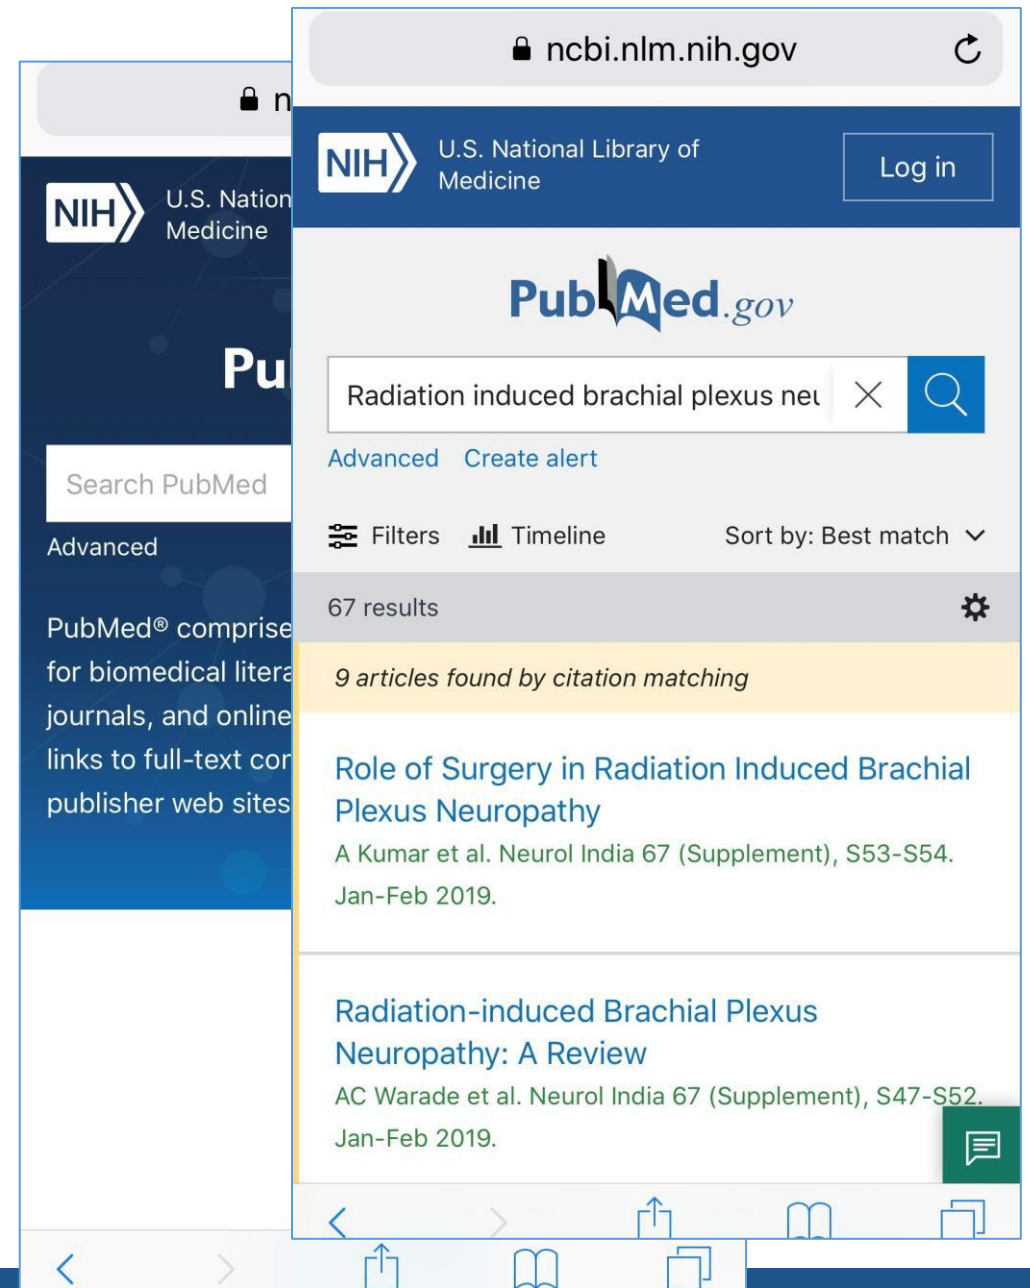 n
NIH
U.S. Nation
Medicine
Pu
Search PubMed
Advanced
PubMed® comprise
for biomedical litera
journals, and online
links to full-text cor
publisher web sites
ncbi.nlm.nih.gov
NIH
U.S. National Library of
Medicine
Log in
PubMed.gov
Radiation induced brachial plexus neu
Advanced Create alert
Filters Timeline Sort by: Best match
67 results
9 articles found by citation matching
Role of Surgery in Radiation Induced Brachial
Plexus Neuropathy
A Kumar et al. Neurol India 67 (Supplement), S53-S54.
Jan-Feb 2019.
Radiation-induced Brachial Plexus
Neuropathy: A Review
AC Warade et al. Neurol India 67 (Supplement), S47-S52.
Jan-Feb 2019.